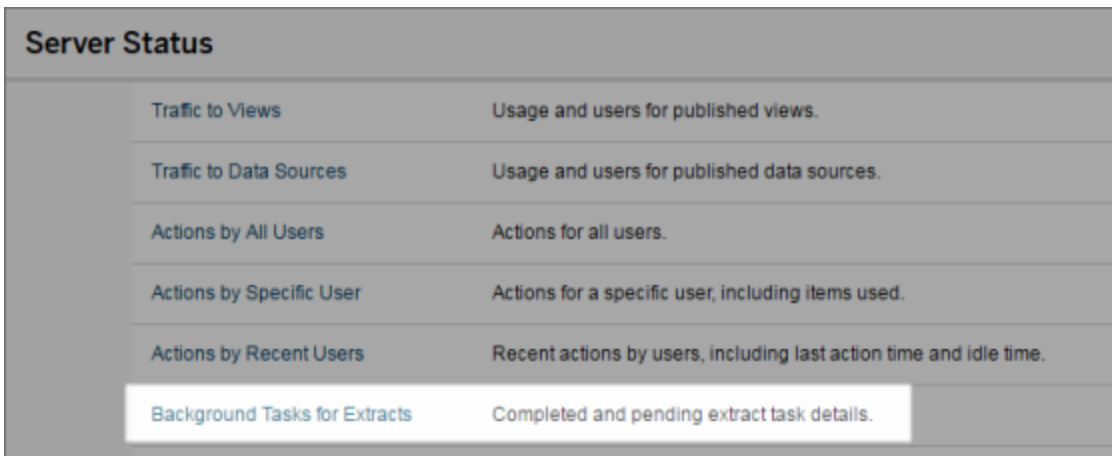 Server Status
Traffic to Views Usage and users for published views.
Traffic to Data Sources Usage and users for published data sources.
Actions by All Users Actions for all users.
Actions by Specific User Actions for a specific user, including items used.
Actions by Recent Users Recent actions by users, including last action time and idle time.
Background Tasks for Extracts Completed and pending extract task details.